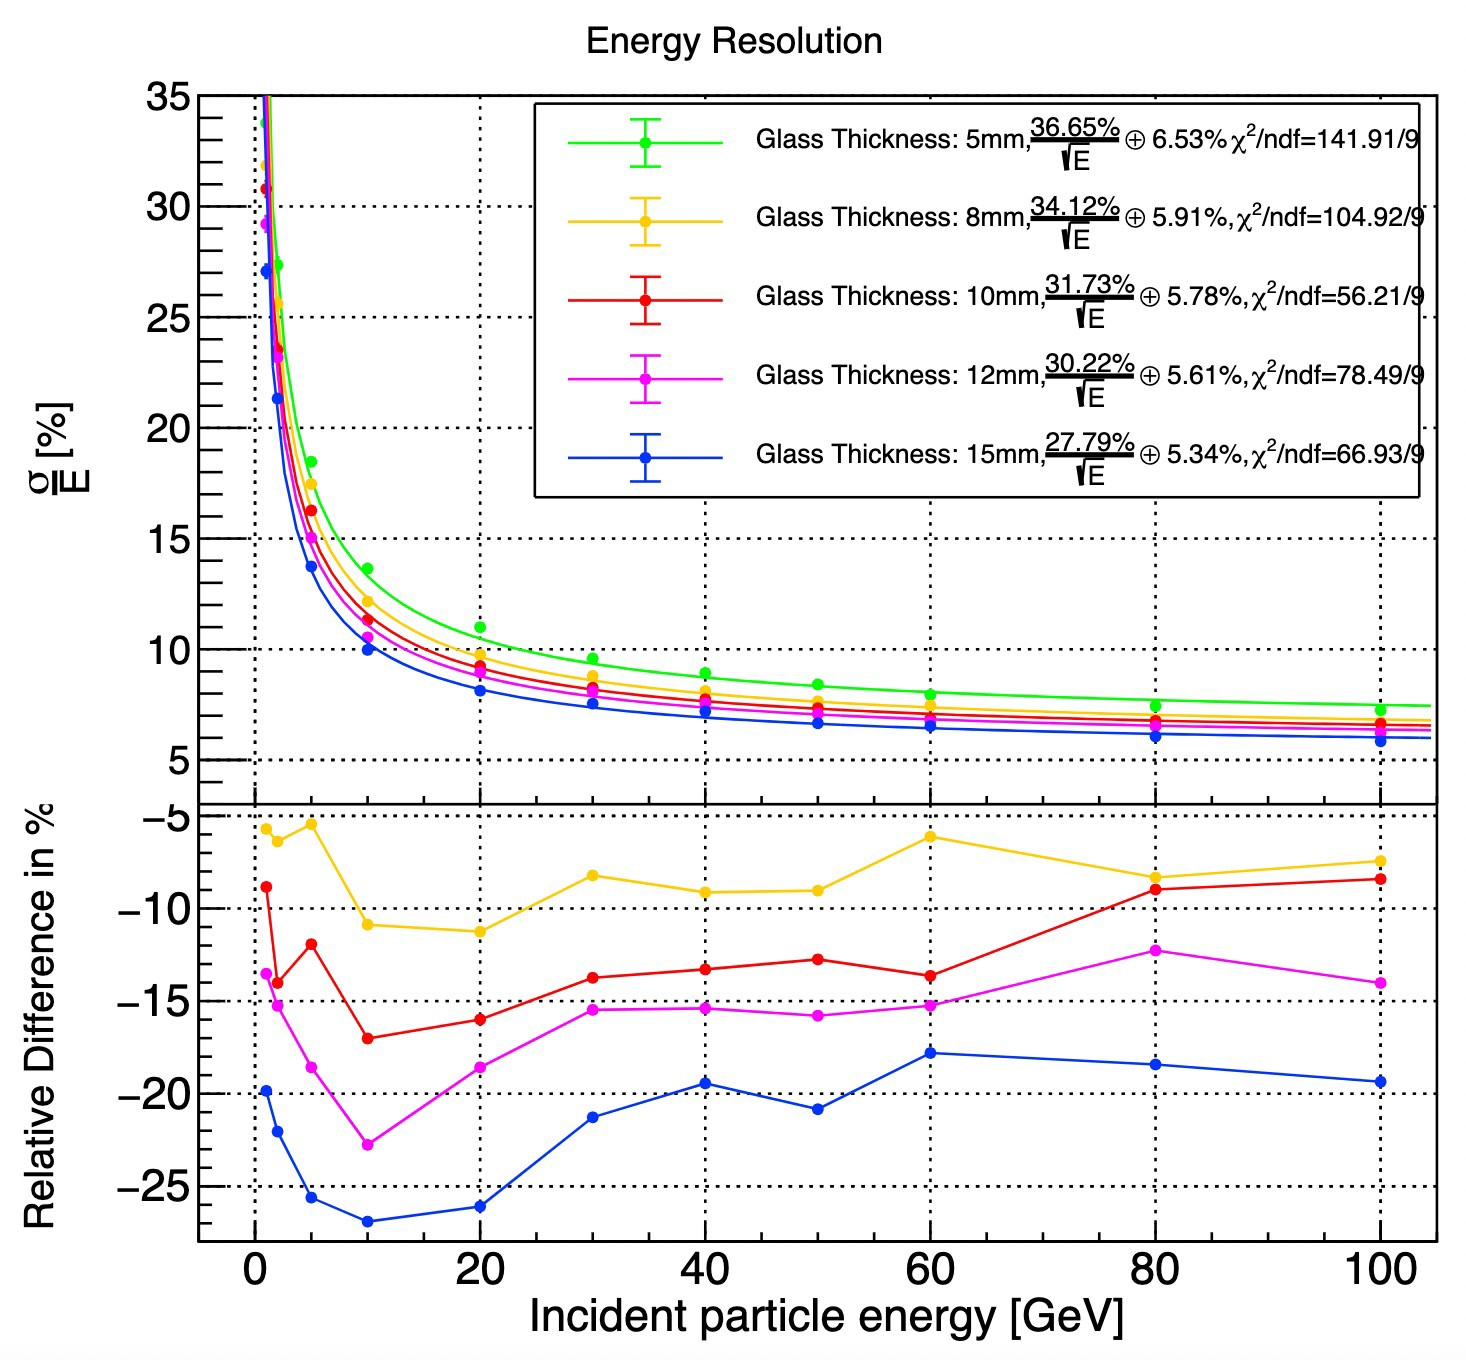 Energy Resolution
35
30
25
20
15
10
5
σ/E [%]
Glass Thickness: 5mm, 36.65%/√E ⊕ 6.53% χ²/ndf=141.91/9
Glass Thickness: 8mm, 34.12%/√E ⊕ 5.91%, χ²/ndf=104.92/9
Glass Thickness: 10mm, 31.73%/√E ⊕ 5.78%, χ²/ndf=56.21/9
Glass Thickness: 12mm, 30.22%/√E ⊕ 5.61%, χ²/ndf=78.49/9
Glass Thickness: 15mm, 27.79%/√E ⊕ 5.34%, χ²/ndf=66.93/9
−5
−10
−15
−20
−25
Relative Difference in %
0 20 40 60 80 100
Incident particle energy [GeV]